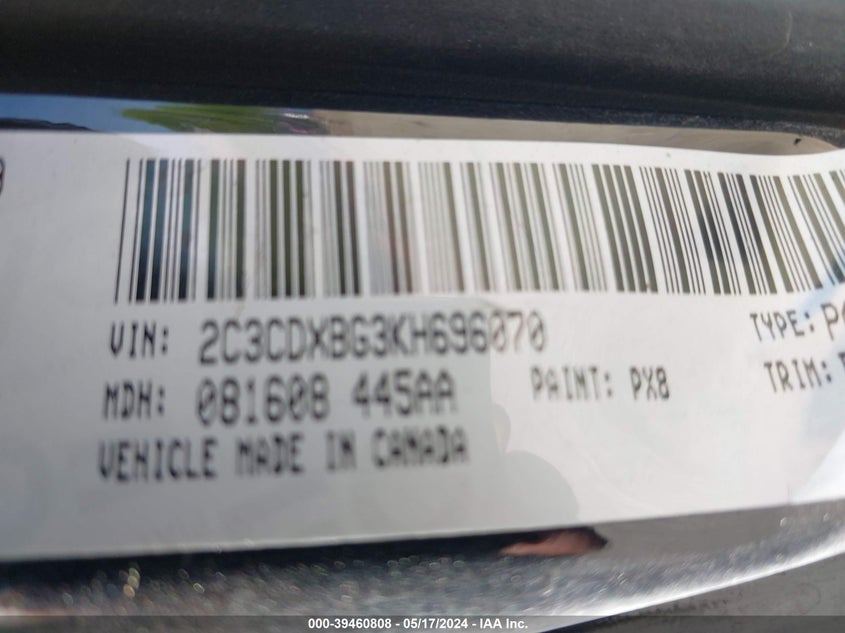 VIN: 2C3CDXBG3KH696070
TYPE:
MDH: 081608 445AA
PAINT: PX8
TRIM:
VEHICLE MADE IN CANADA
000-39460808 - 05/17/2024 - IAA Inc.